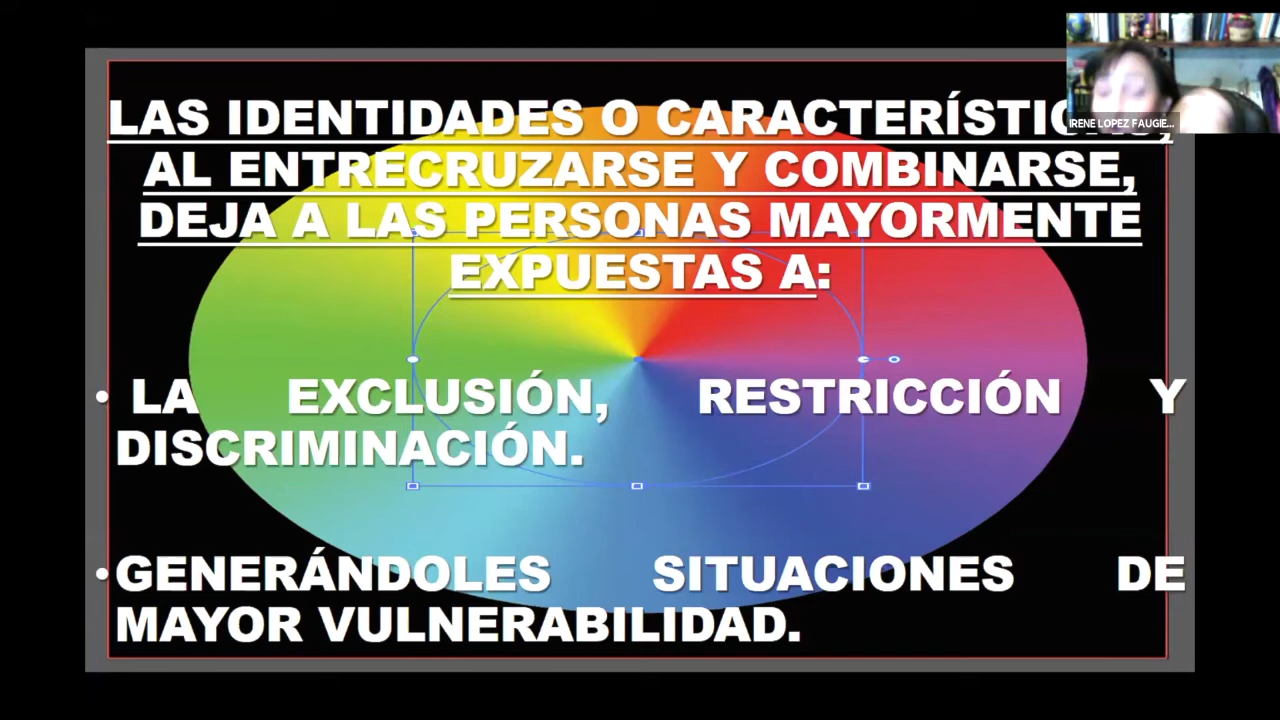 LAS IDENTIDADES O
AL ENTRECRUZARSE Y COMBINARSE,
DEJA A LAS PERSONAS MAYORMENTE
EXPUESTAS A:
• LA EXCLUSIÓN, RESTRICCIÓN Y
DISCRIMINACIÓN.
• GENERÁNDOLES SITUACIONES DE
MAYOR VULNERABILIDAD.
IRENE LOPEZ FAUGIE...